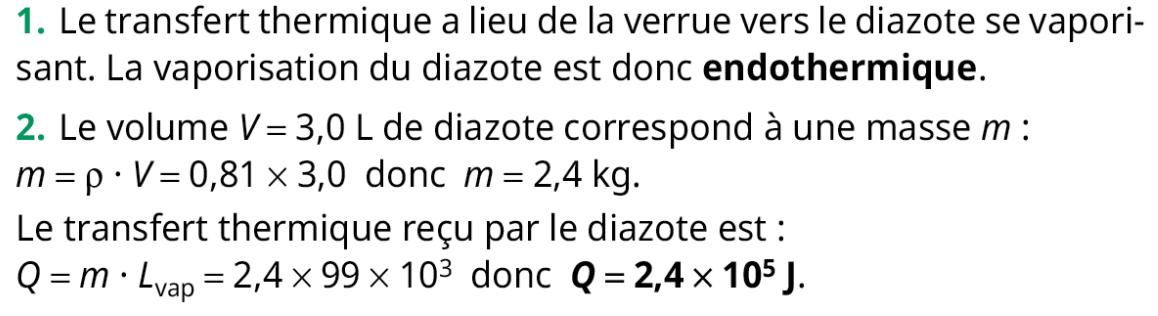 1. Le transfert thermique a lieu de la verrue vers le diazote se vapori-
sant. La vaporisation du diazote est donc endothermique.
2. Le volume V = 3,0 L de diazote correspond à une masse m :
m = ρ · V = 0,81 × 3,0 donc m = 2,4 kg.
Le transfert thermique reçu par le diazote est :
Q = m · Lvap = 2,4 × 99 × 10³ donc Q = 2,4 × 10⁵ J.